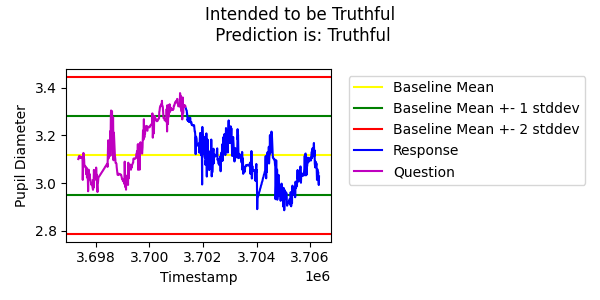 Intended to be Truthful
Prediction is: Truthful
3.4
3.2
3.0
2.8
Pupil Diameter
3.698
3.700
3.702
3.704
3.706
1e6
Timestamp
Baseline Mean
Baseline Mean +- 1 stddev
Baseline Mean +- 2 stddev
Response
Question